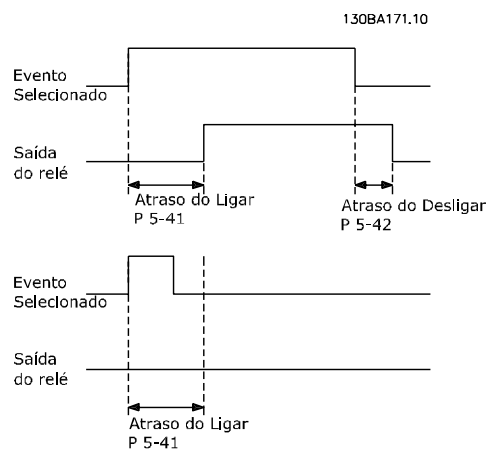 130BA171.10
Evento
Selecionado
Saída
do relé
Atraso do Ligar
P 5-41
Atraso do Desligar
P 5-42
Evento
Selecionado
Saída
do relé
Atraso do Ligar
P 5-41